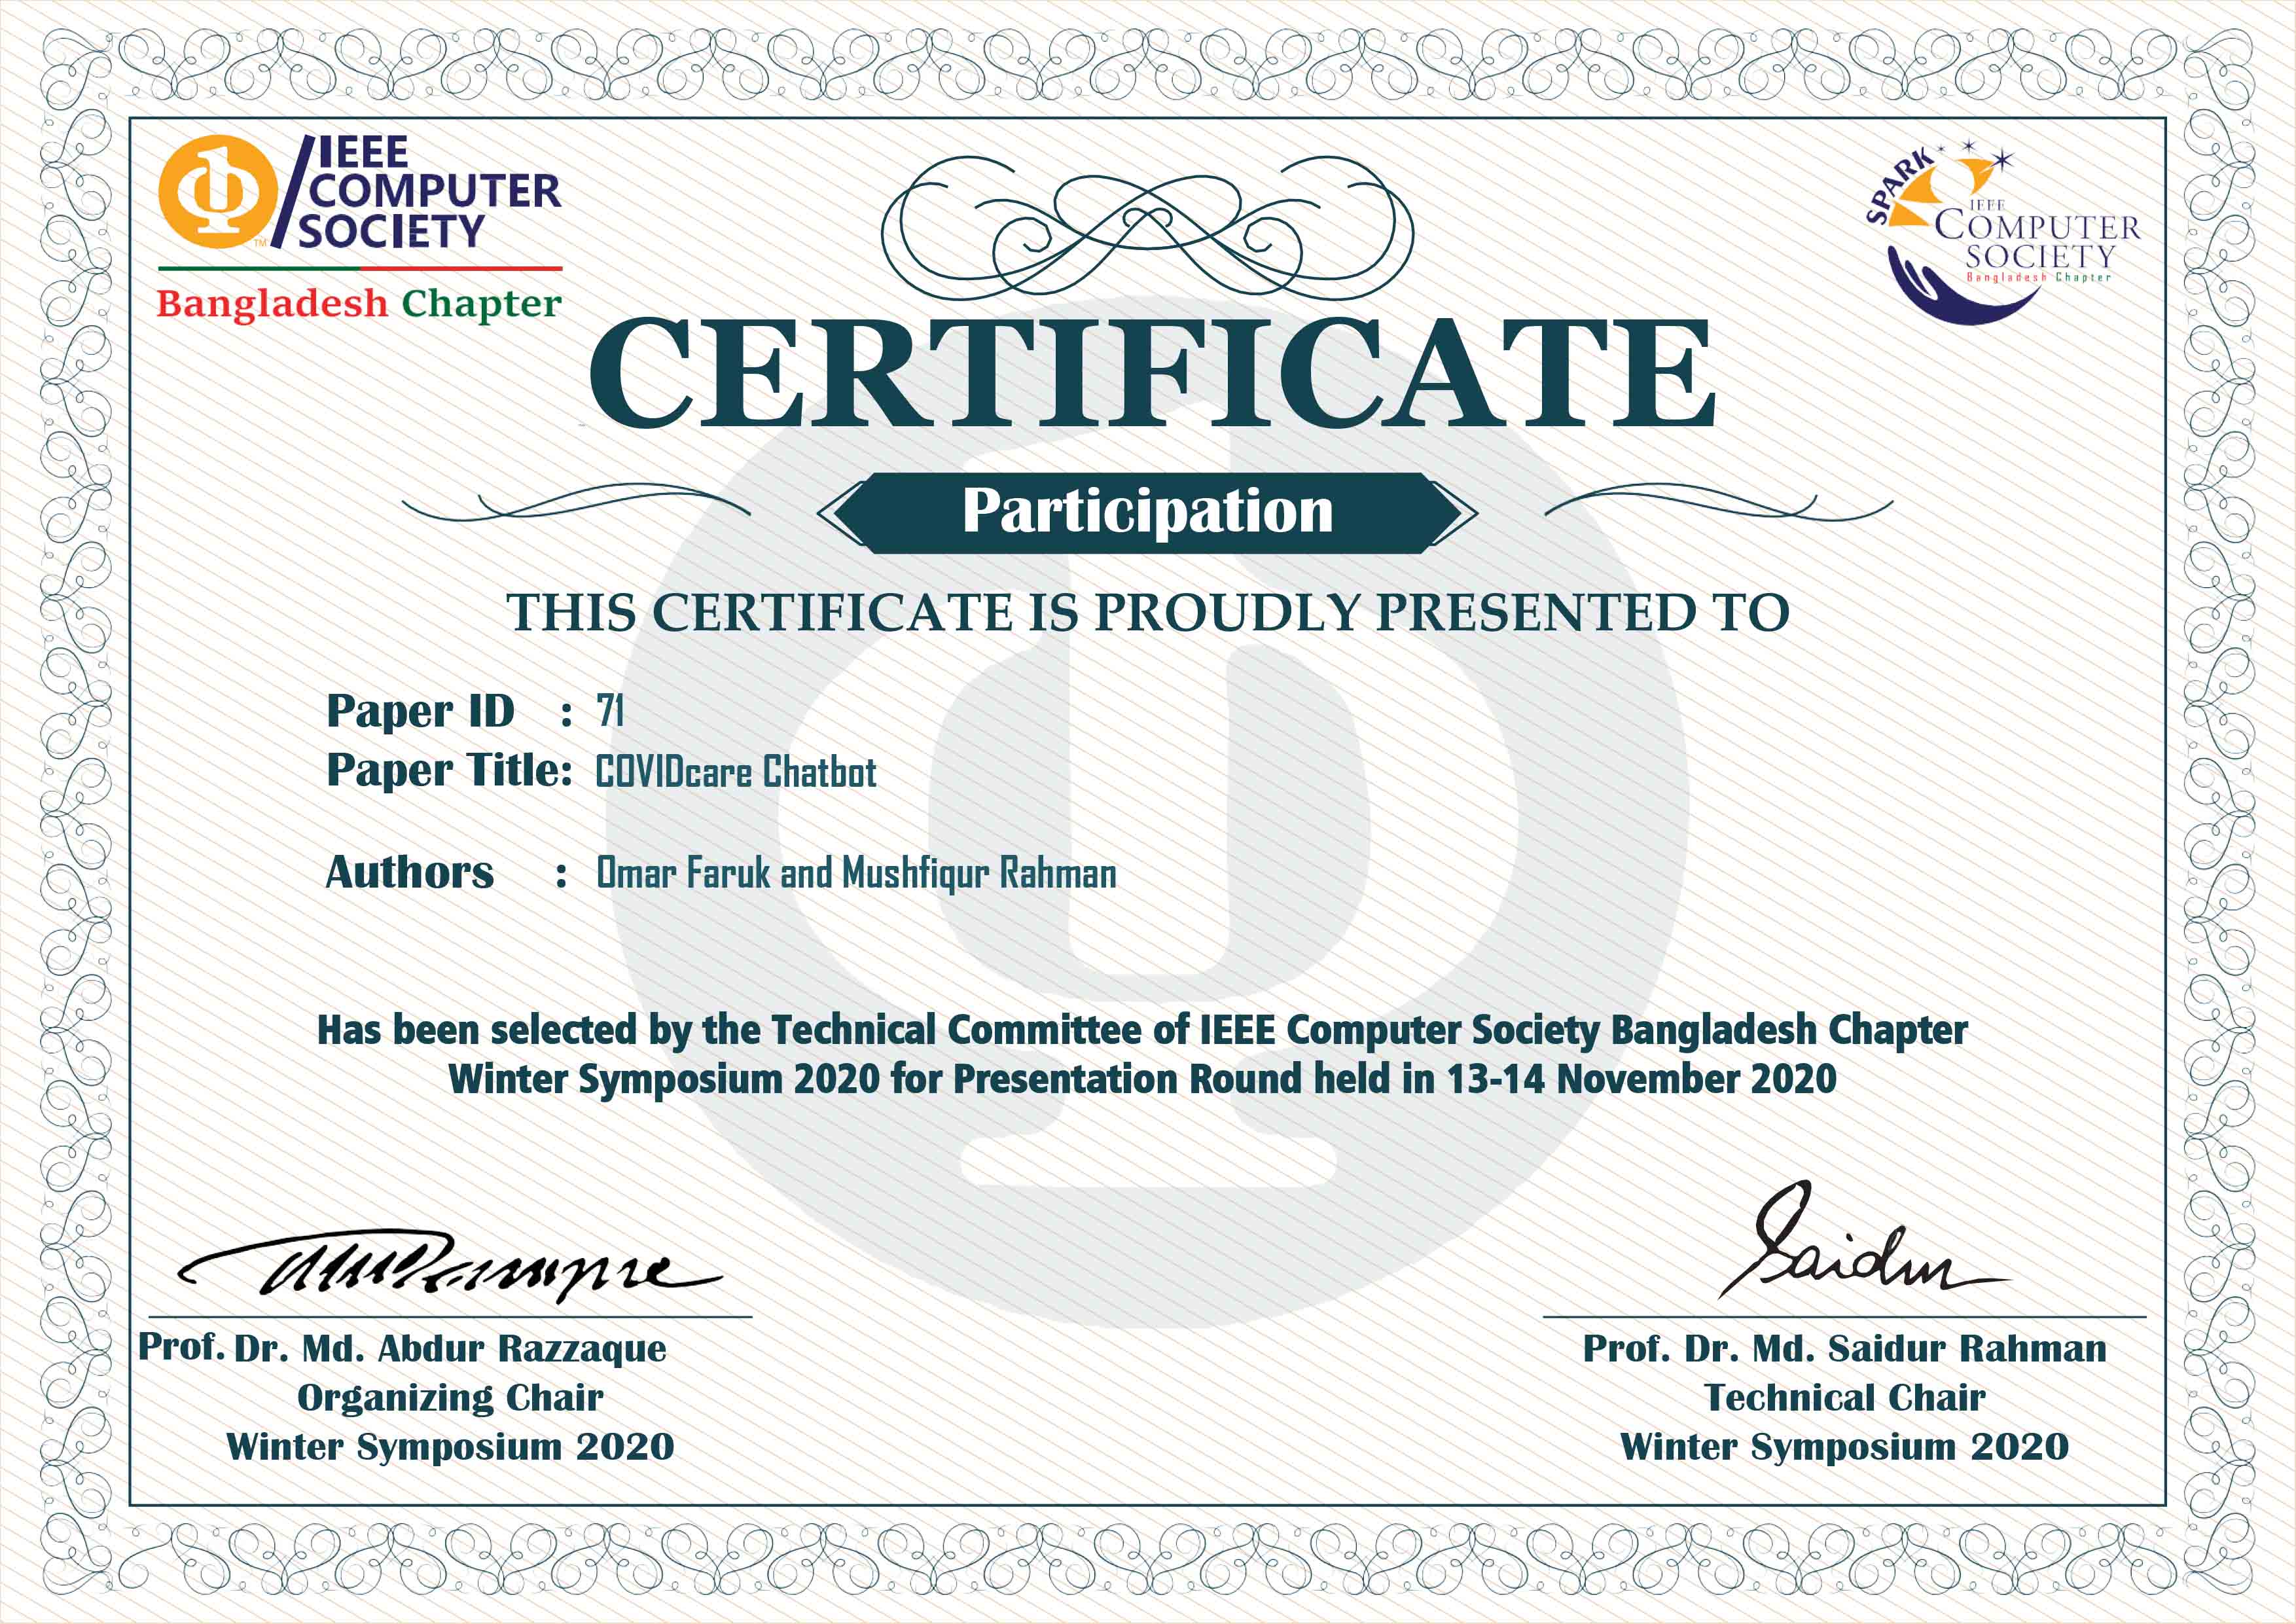 IEEE
COMPUTER
SOCIETY
TM
Bangladesh Chapter
SPARK
IEEE
COMPUTER
SOCIETY
Bangladesh Chapter
CERTIFICATE
Participation
THIS CERTIFICATE IS PROUDLY PRESENTED TO
Paper ID : 71
Paper Title: COVIDcare Chatbot
Authors : Omar Faruk and Mushfiqur Rahman
Has been selected by the Technical Committee of IEEE Computer Society Bangladesh Chapter
Winter Symposium 2020 for Presentation Round held in 13-14 November 2020
Saidur
Prof. Dr. Md. Abdur Razzaque
Organizing Chair
Winter Symposium 2020
Prof. Dr. Md. Saidur Rahman
Technical Chair
Winter Symposium 2020